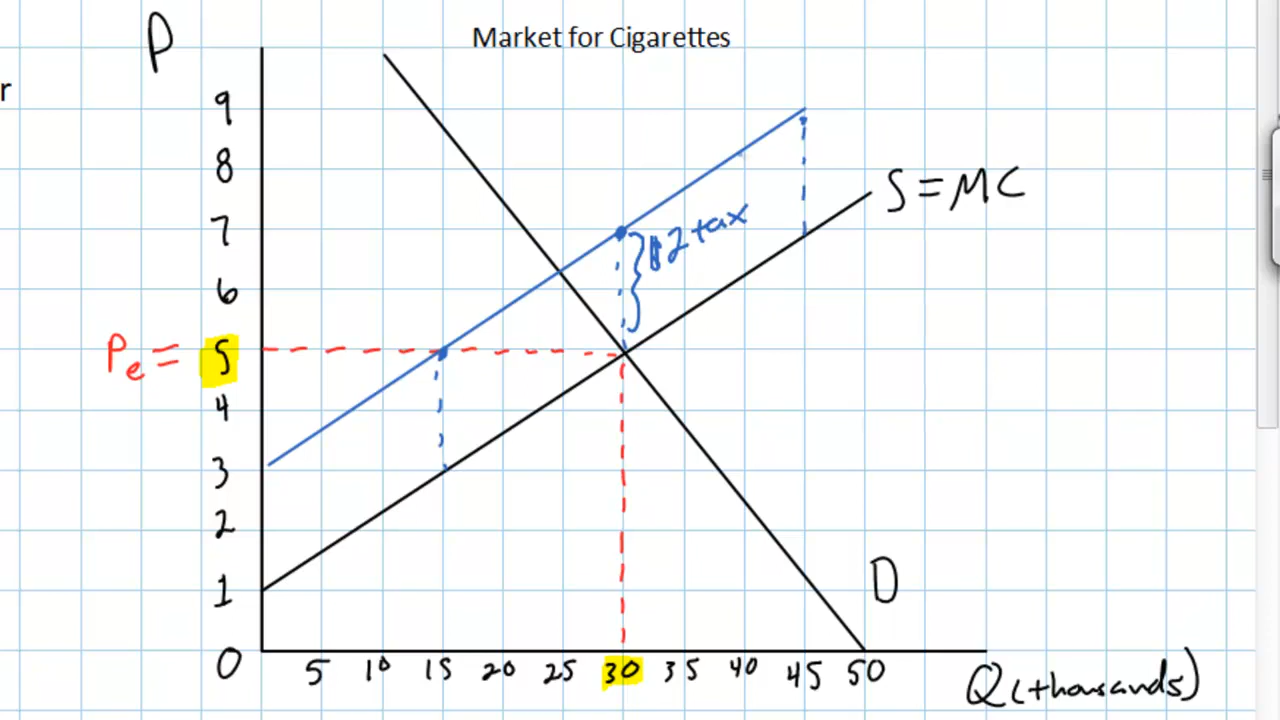 Market for Cigarettes
P
r
9
8
S=MC
7
$2 tax
6
Pe = 5
4
3
2
1
D
0 5 10 15 20 25 30 35 40 45 50
Q (thousands)